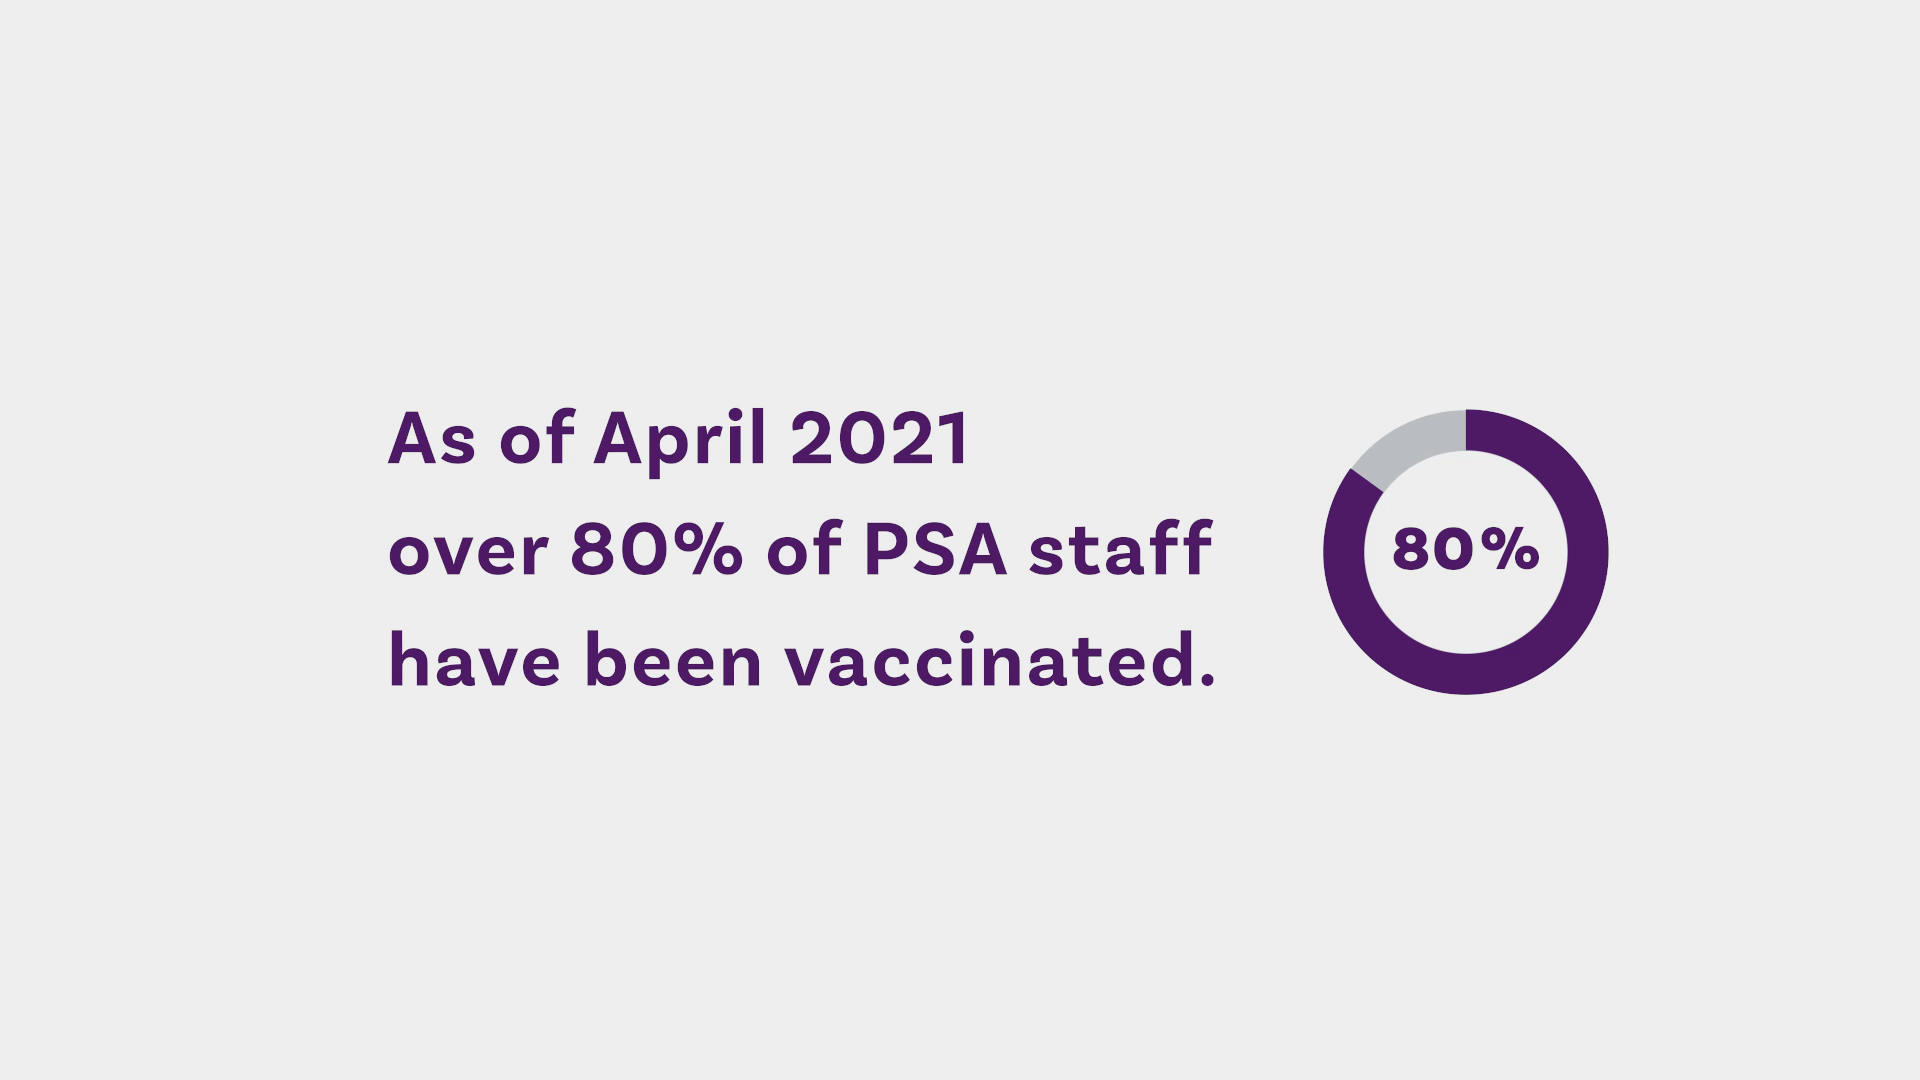 As of April 2021
over 80% of PSA staff
have been vaccinated.
80%